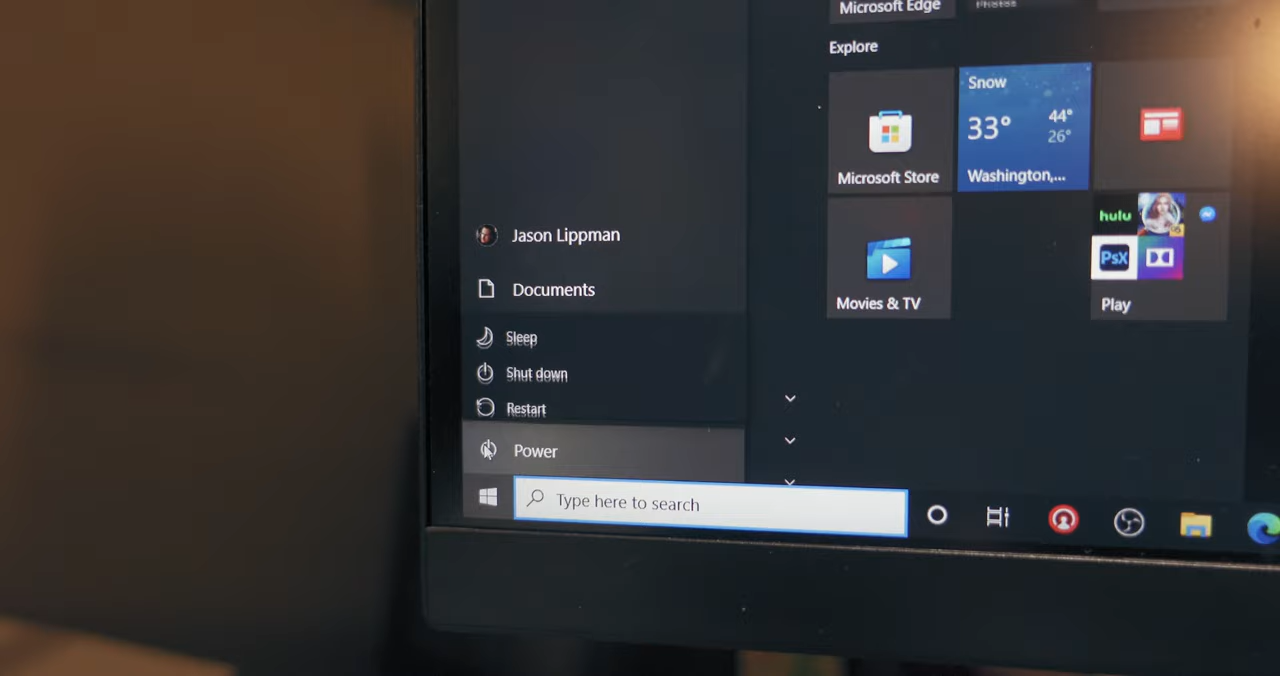 Microsoft Edge
Photos
Explore
Snow
33°
44°
26°
Microsoft Store
Washington,...
hulu
PsX
Movies & TV
Play
Jason Lippman
Documents
Sleep
Shut down
Restart
Power
Type here to search